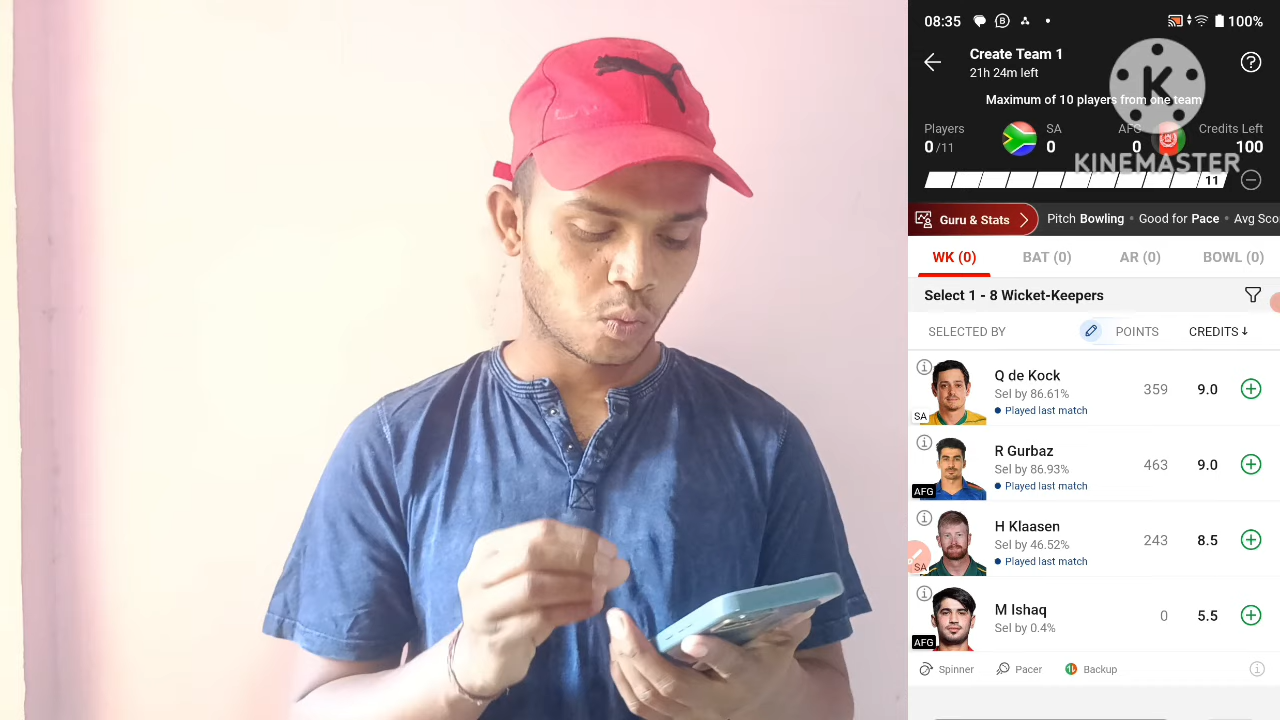 08:35
100%
Create Team 1
21h 24m left
Maximum of 10 players from one team
Players
0 /11
SA
0
AFG
0
Credits Left
100
K
KINEMASTER
11
Guru & Stats
Pitch Bowling • Good for Pace • Avg Sco
WK (0)
BAT (0)
AR (0)
BOWL (0)
Select 1 - 8 Wicket-Keepers
SELECTED BY
POINTS
CREDITS↓
Q de Kock
Sel by 86.61%
Played last match
359
9.0
SA
R Gurbaz
Sel by 86.93%
Played last match
463
9.0
AFG
H Klaasen
Sel by 46.52%
Played last match
243
8.5
SA
M Ishaq
Sel by 0.4%
0
5.5
AFG
Spinner
Pacer
Backup